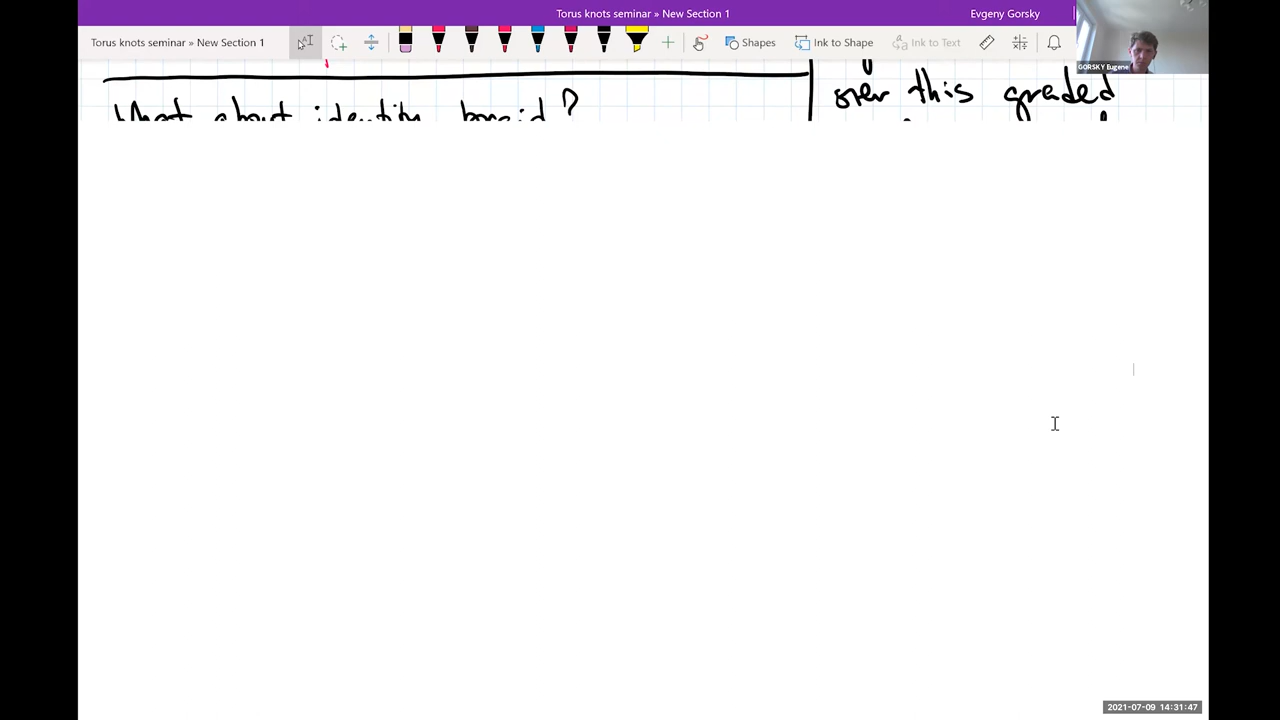 Torus knots seminar » New Section 1
Evgeny Gorsky
Torus knots seminar » New Section 1
Shapes
Ink to Shape
Ink to Text
GORSKY Eugene
over this graded
What about identity braid?
2021-07-09 14:31:47